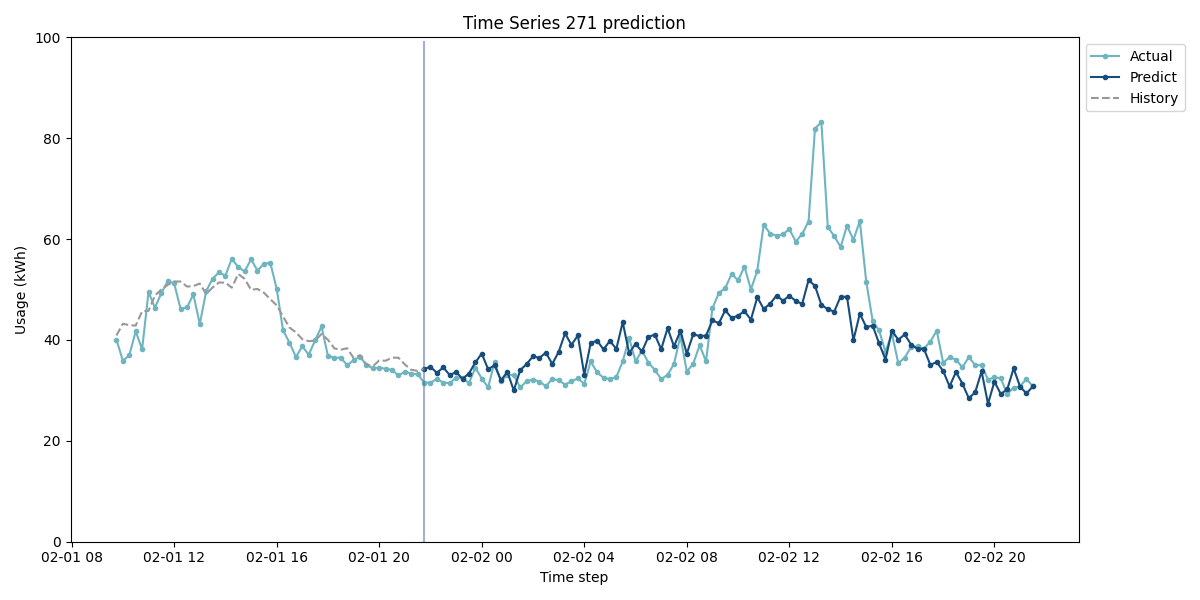 Time Series 271 prediction
100
80
60
40
20
0
Usage (kWh)
02-01 08 02-01 12 02-01 16 02-01 20 02-02 00 02-02 04 02-02 08 02-02 12 02-02 16 02-02 20
Time step
Actual
Predict
History